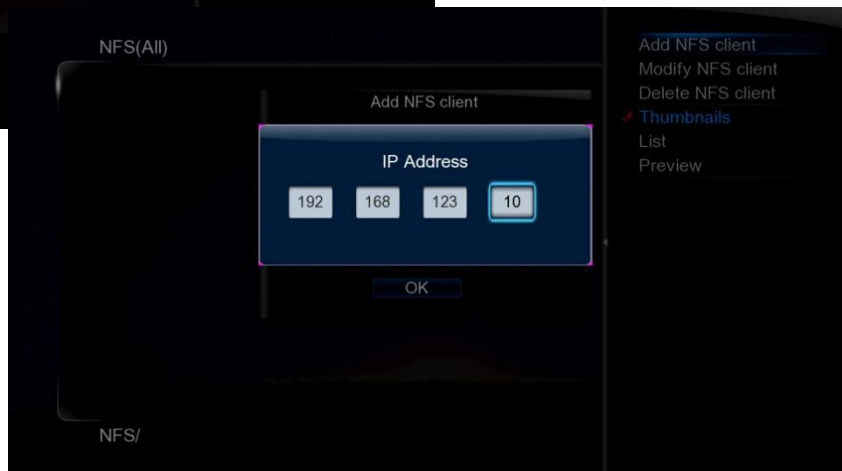 NFS(All)
Add NFS client
IP Address
192 168 123 10
OK
NFS/
Add NFS client
Modify NFS client
Delete NFS client
Thumbnails
List
Preview